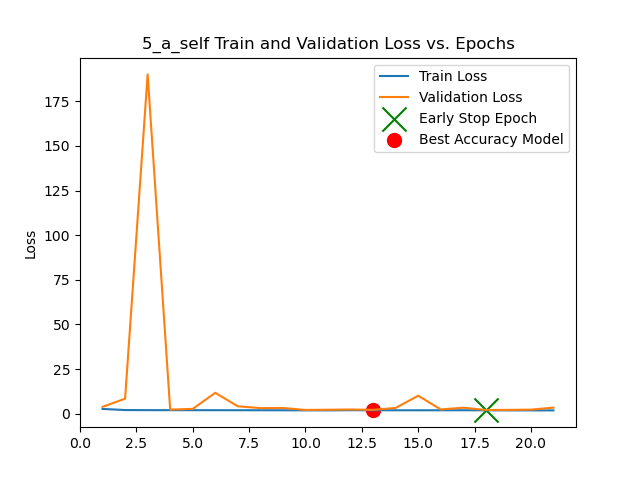 5_a_self Train and Validation Loss vs. Epochs
Train Loss
Validation Loss
Early Stop Epoch
Best Accuracy Model
Loss
175
150
125
100
75
50
25
0
0.0 2.5 5.0 7.5 10.0 12.5 15.0 17.5 20.0